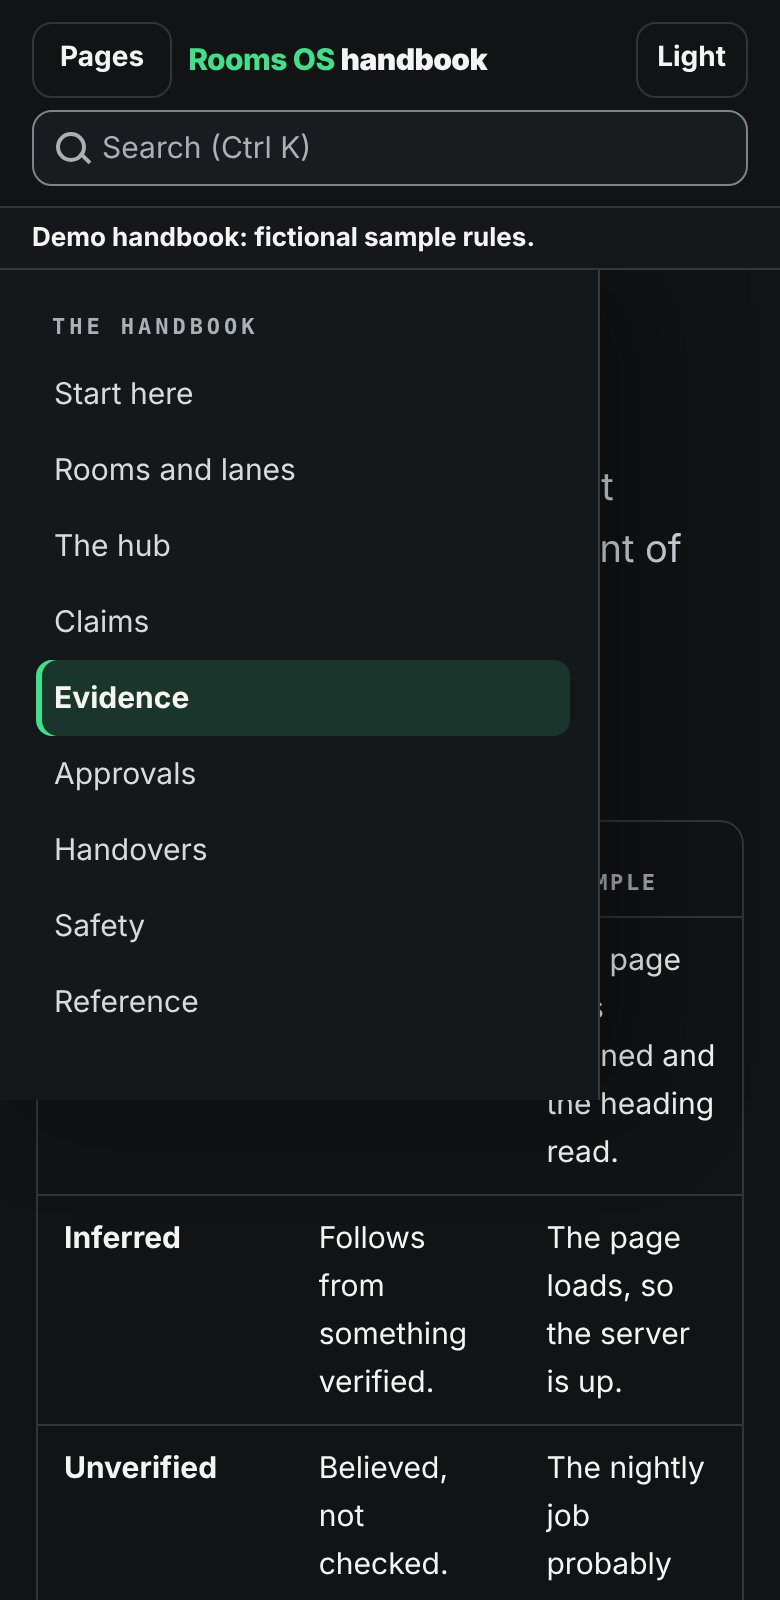 Pages
Rooms OS handbook
Light
Search (Ctrl K)
Demo handbook: fictional sample rules.
THE HANDBOOK
Start here
Rooms and lanes
The hub
Claims
Evidence
Approvals
Handovers
Safety
Reference
of
page
and
the heading
read.
Inferred
Follows
from
something
verified.
The page
loads, so
the server
is up.
Unverified
Believed,
not
checked.
The nightly
job
probably